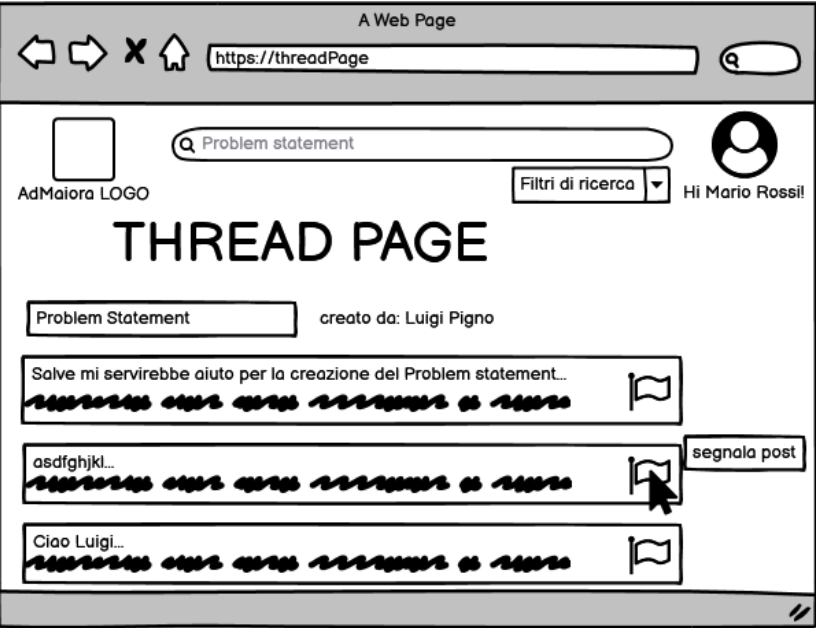 A Web Page
https://threadPage
Problem statement
Filtri di ricerca
AdMaiora LOGO
Hi Mario Rossi!
THREAD PAGE
Problem Statement
creato da: Luigi Pigno
Salve mi servirebbe aiuto per la creazione del Problem statement...
asdfghjkl...
segnala post
Ciao Luigi...